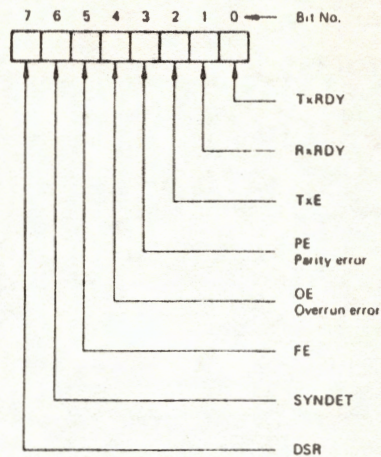 7 6 5 4 3 2 1 0 Bit No.
TxRDY
RxRDY
TxE
PE
Parity error
OE
Overrun error
FE
SYNDET
DSR